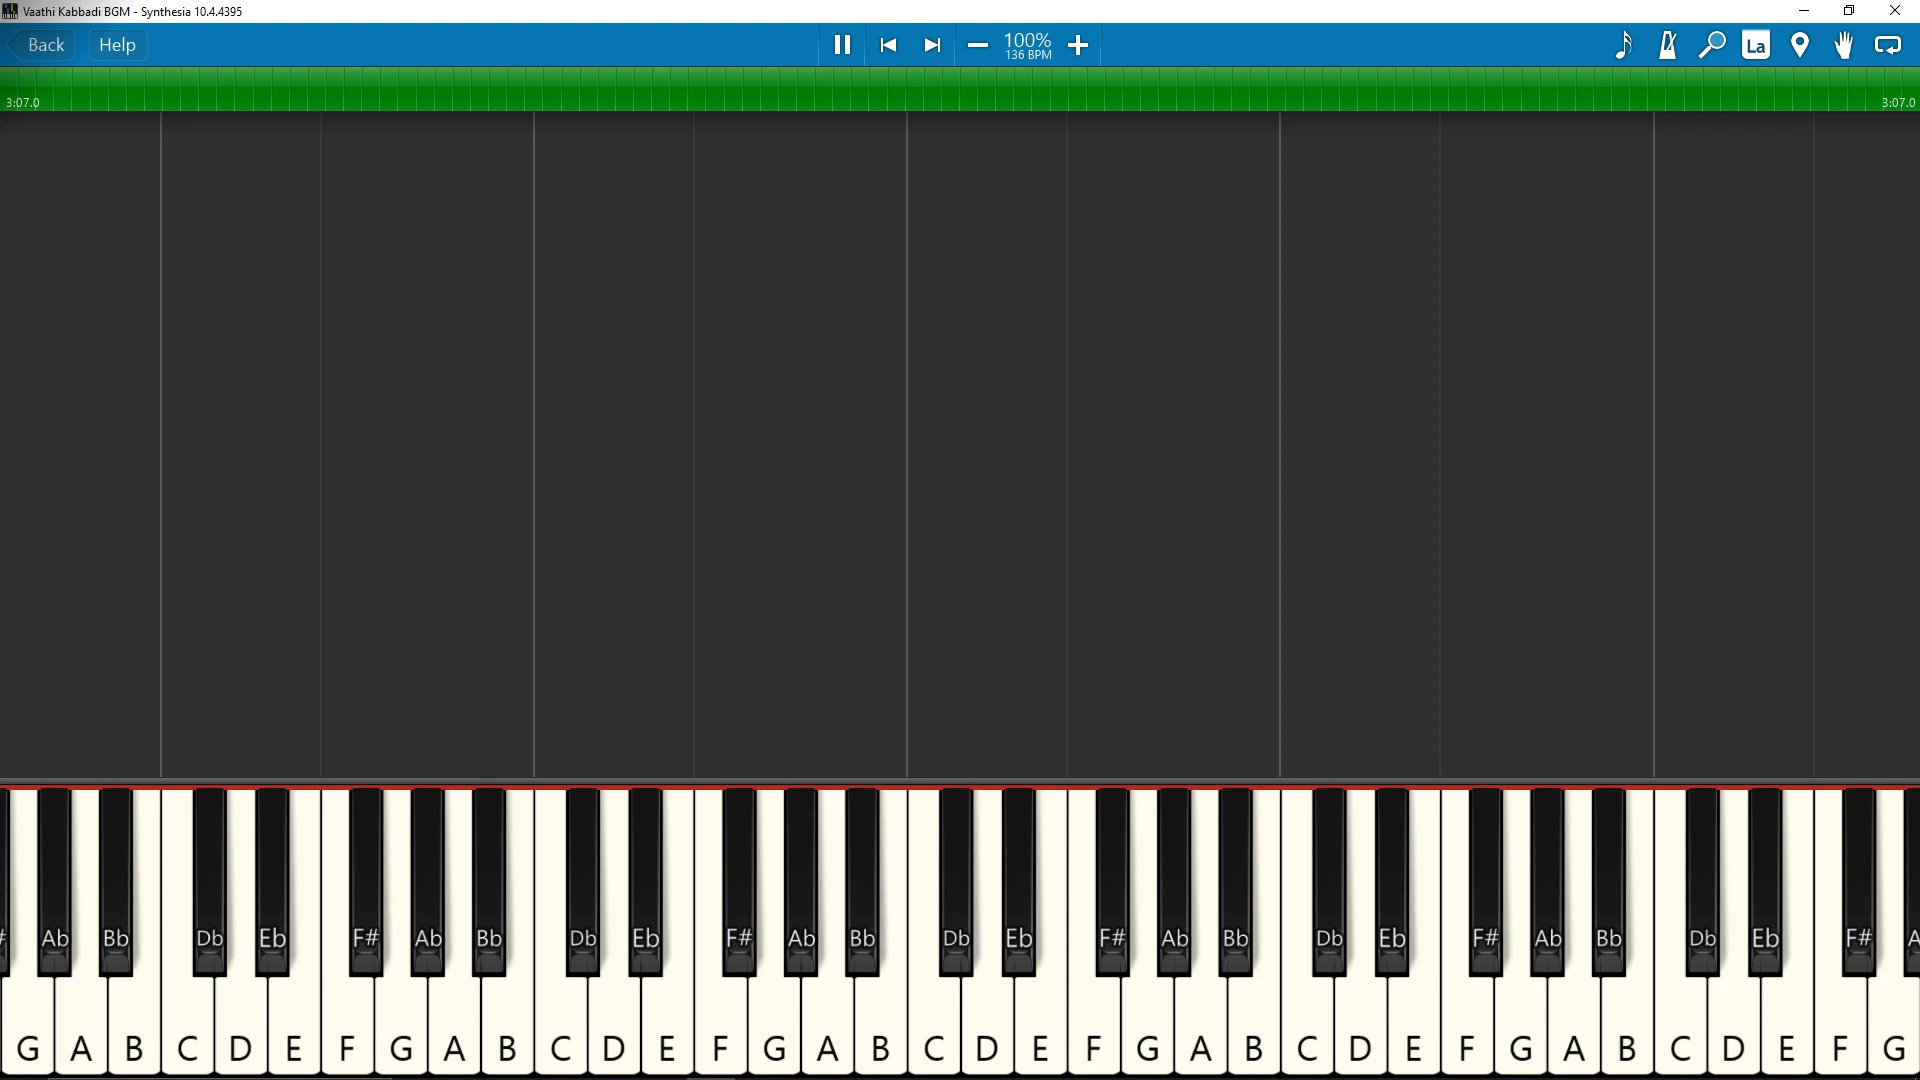 Vaathi Kabbadi BGM - Synthesia 10.4.4395
Back Help 100% La
136 BPM
3:07.0 3:07.0
# Ab Bb Db Eb F# Ab Bb Db Eb F# Ab Bb Db Eb F# Ab Bb Db Eb F# Ab Bb Db Eb F# A
G A B C D E F G A B C D E F G A B C D E F G A B C D E F G A B C D E F G